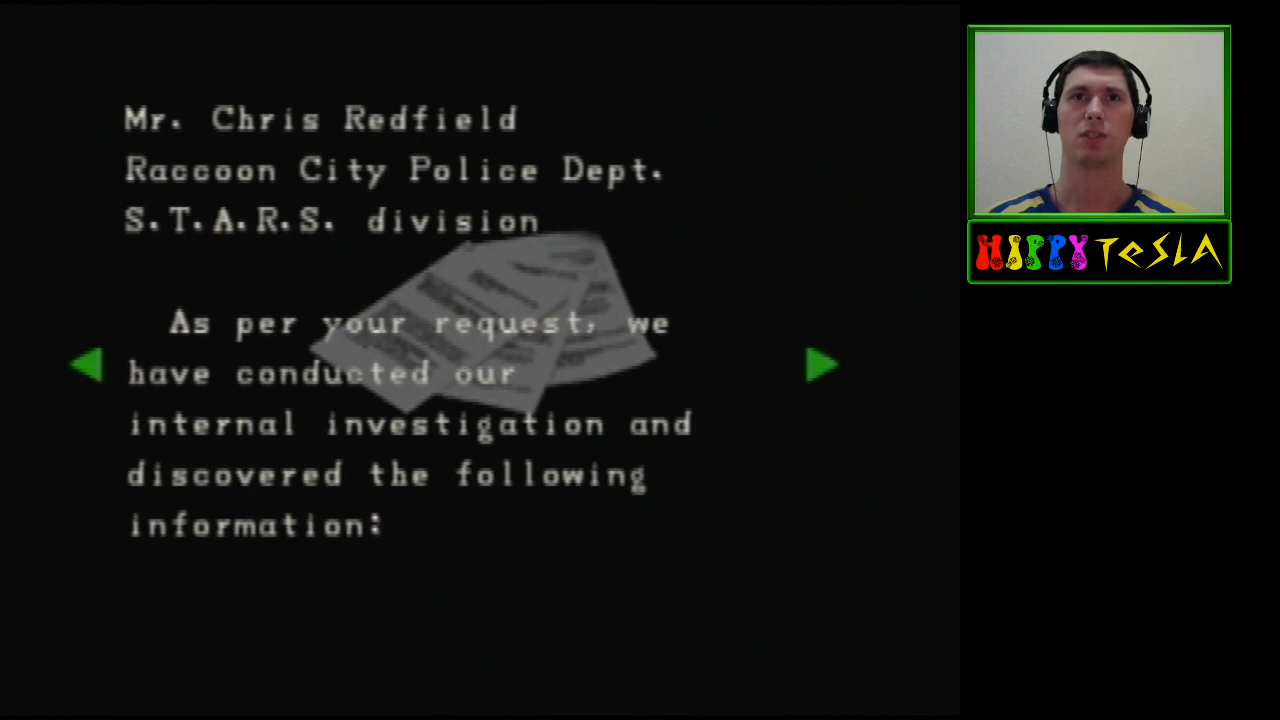 Mr. Chris Redfield
Raccoon City Police Dept.
S.T.A.R.S. division
As per your request, we
have conducted our
internal investigation and
discovered the following
information:
HIPPY TeSLA